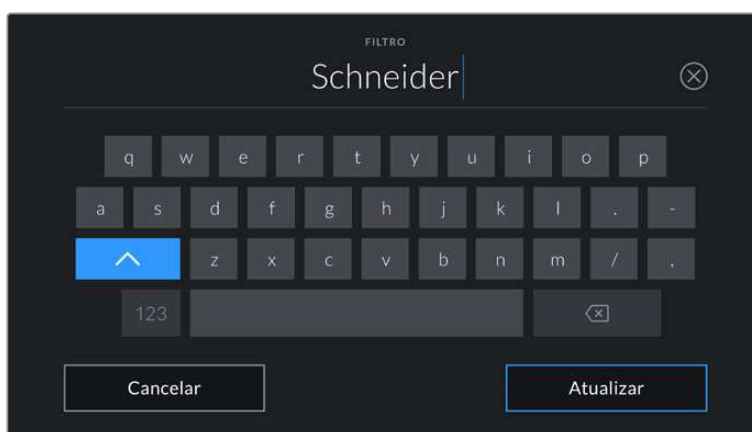 FILTRO
Schneider
q w e r t y u i o p
a s d f g h j k l . -
z x c v b n m / ,
123
Cancelar Atualizar